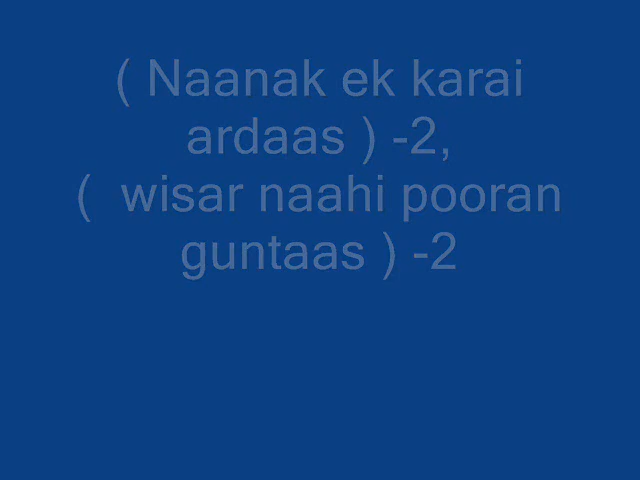 ( Naanak ek karai
ardaas ) -2,
(  wisar naahi pooran
guntaas ) -2